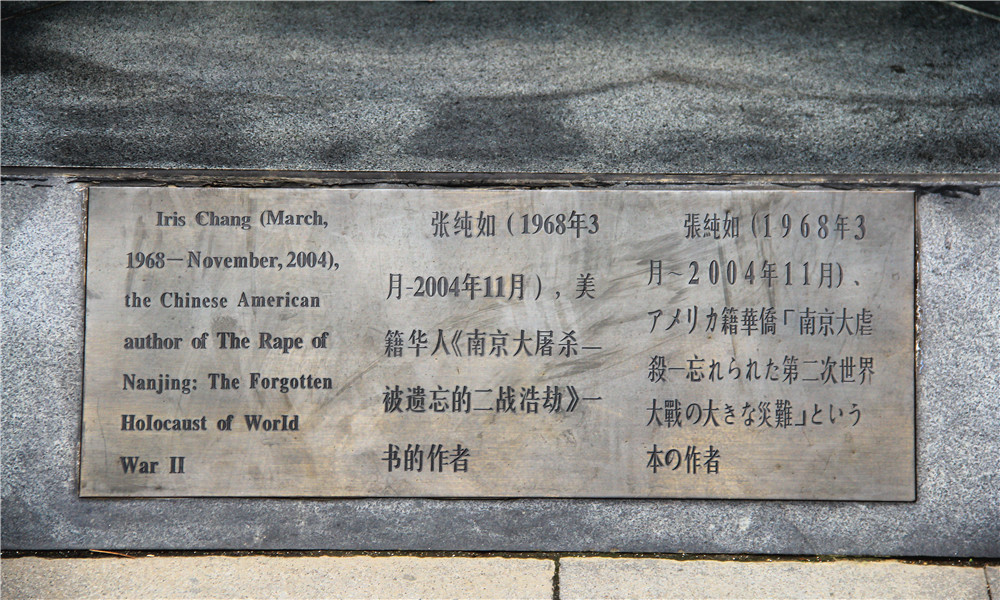 Iris Chang (March,
1968—November, 2004),
the Chinese American
author of The Rape of
Nanjing: The Forgotten
Holocaust of World
War II
张纯如（1968年3
月-2004年11月），美
籍华人《南京大屠杀—
被遗忘的二战浩劫》一
书的作者
張純如（1968年3
月~2004年11月）、
アメリカ籍華僑「南京大虐
殺一忘れられた第二次世界
大戰の大きな災難」という
本の作者